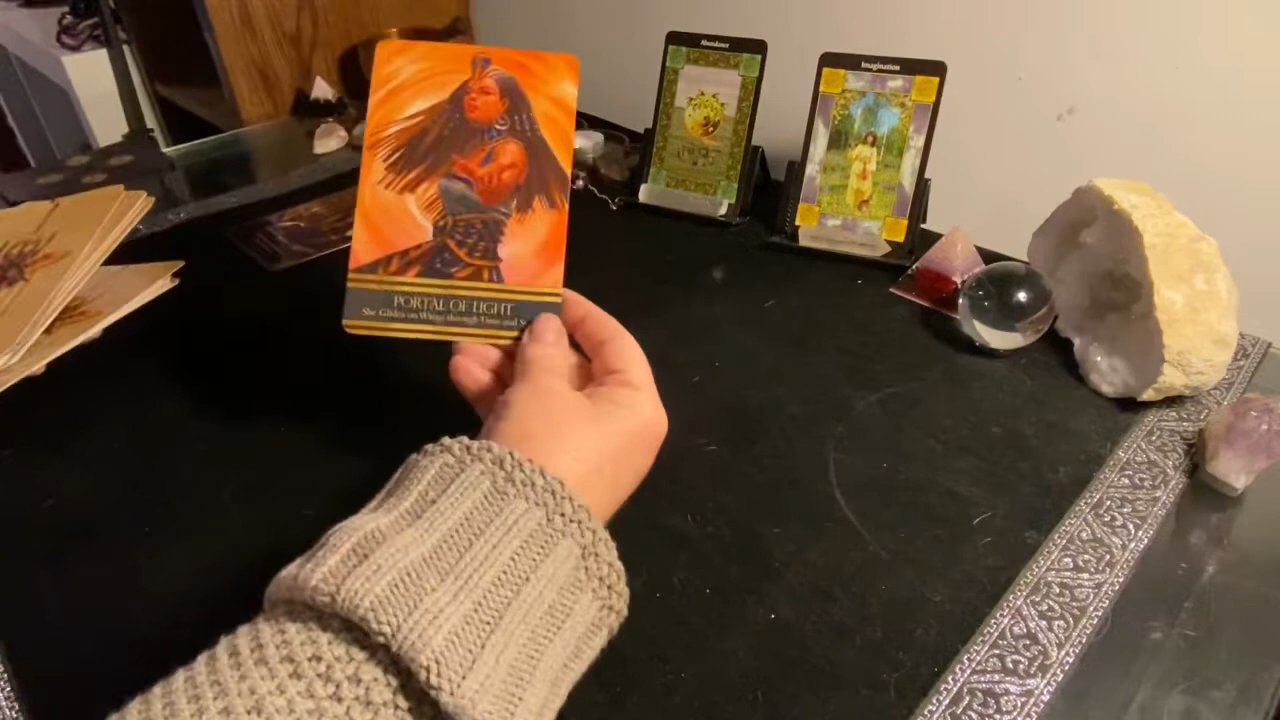 Abundance
Imagination
PORTAL OF LIGHT
She Glides on Wings through Time and S